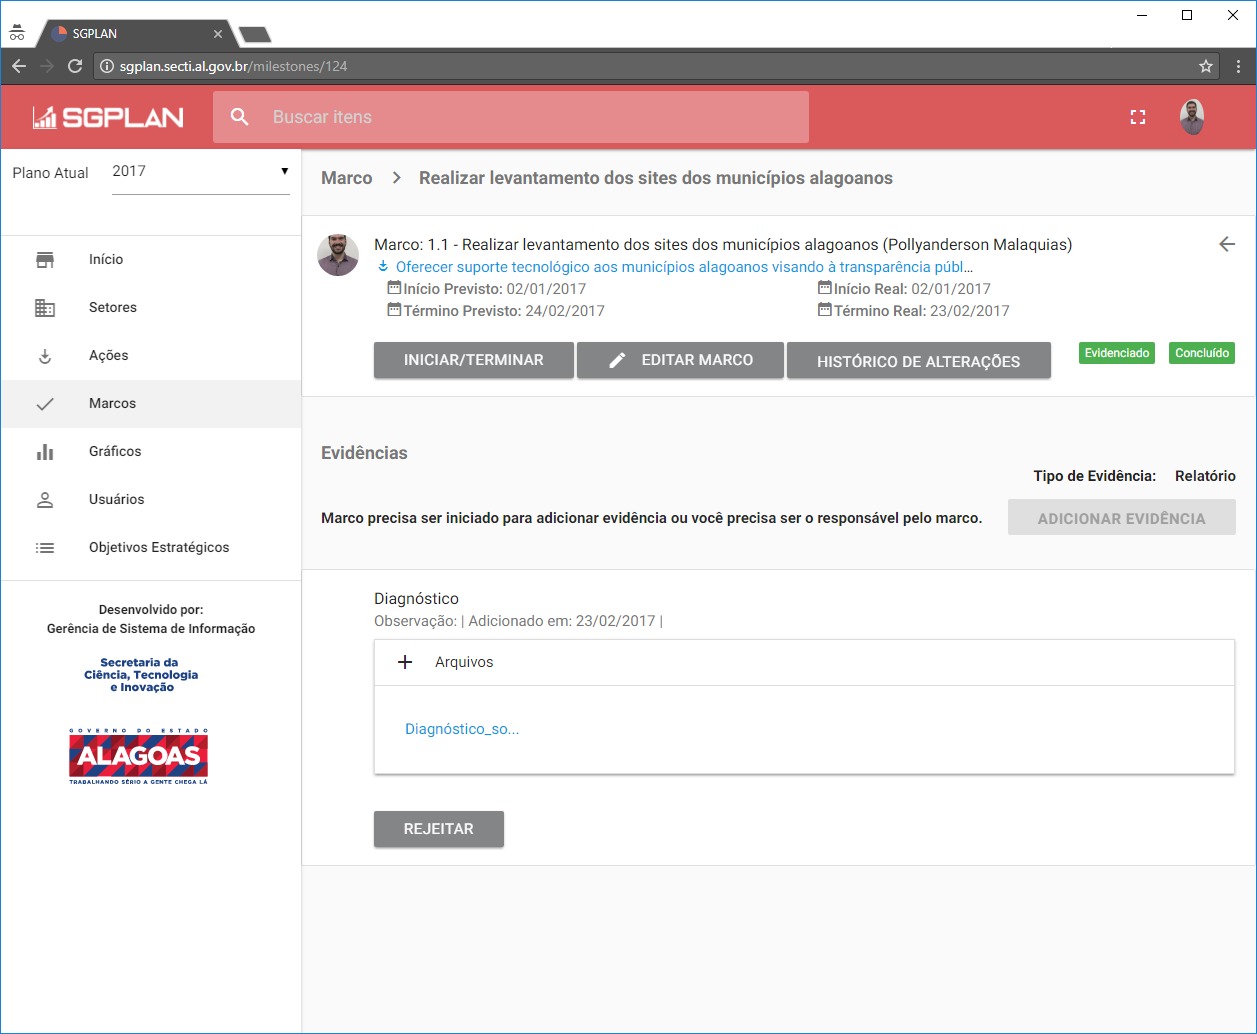 SGPLAN
sgplan.secti.al.gov.br/milestones/124
SGPLAN
Buscar itens
Plano Atual 2017
Início
Setores
Ações
Marcos
Gráficos
Usuários
Objetivos Estratégicos
Desenvolvido por:
Gerência de Sistema de Informação
Secretaria da
Ciência, Tecnologia
e Inovação
GOVERNO DO ESTADO
ALAGOAS
TRABALHANDO SÉRIO A GENTE CHEGA LÁ
Marco > Realizar levantamento dos sites dos municípios alagoanos
Marco: 1.1 - Realizar levantamento dos sites dos municípios alagoanos (Pollyanderson Malaquias)
Oferecer suporte tecnológico aos municípios alagoanos visando à transparência públ...
Início Previsto: 02/01/2017 Início Real: 02/01/2017
Término Previsto: 24/02/2017 Término Real: 23/02/2017
INICIAR/TERMINAR EDITAR MARCO HISTÓRICO DE ALTERAÇÕES Evidenciado Concluído
Evidências
Tipo de Evidência: Relatório
Marco precisa ser iniciado para adicionar evidência ou você precisa ser o responsável pelo marco. ADICIONAR EVIDÊNCIA
Diagnóstico
Observação: | Adicionado em: 23/02/2017 |
Arquivos
Diagnóstico_so...
REJEITAR